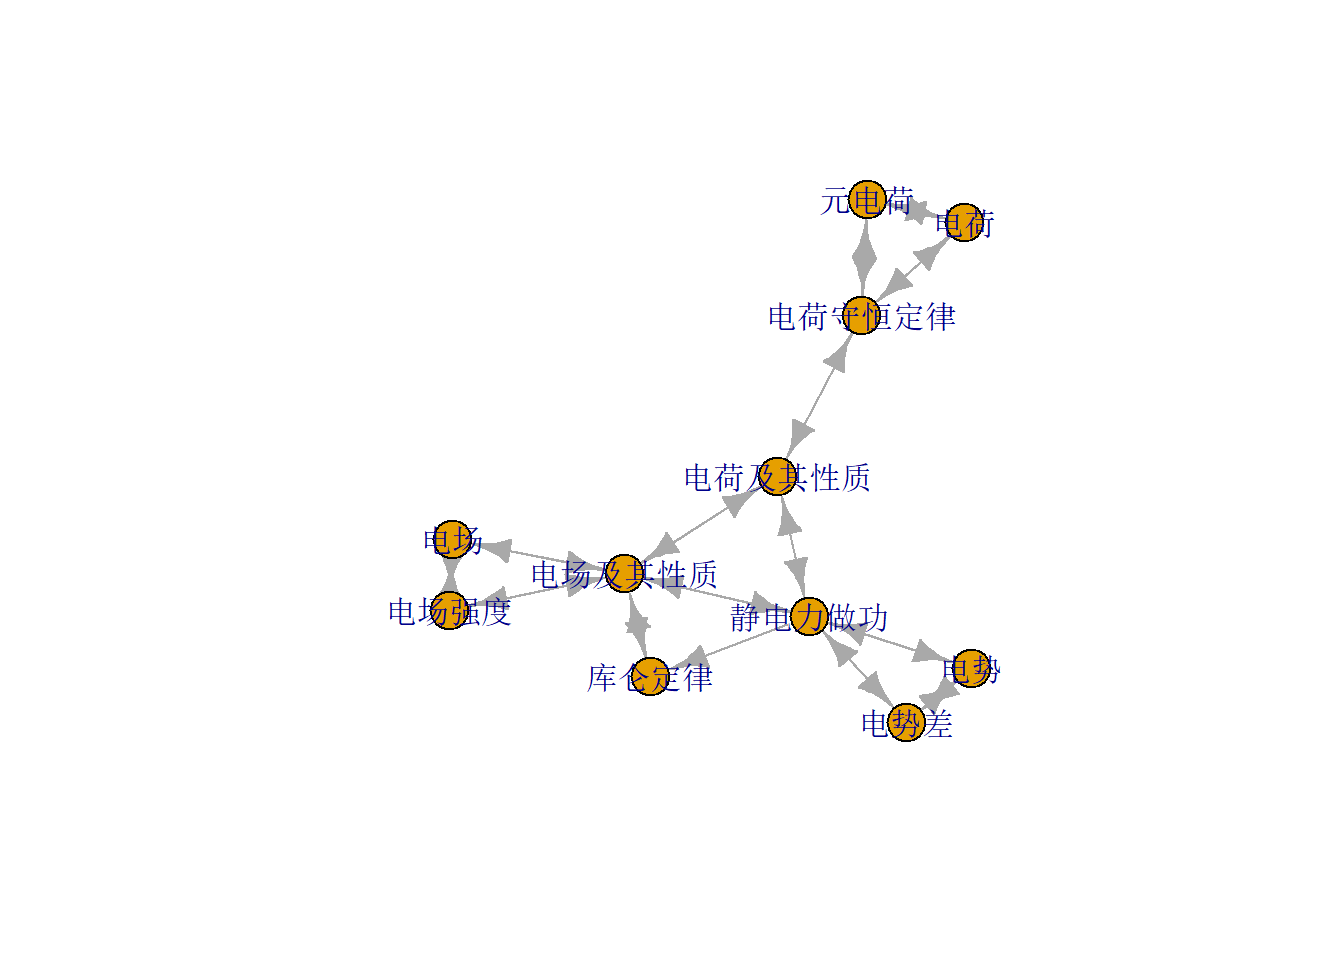 元电荷
电荷
电荷守恒定律
电荷及其性质
电场
电场及其性质
电场强度
静电力做功
库仑定律
电势
电势差